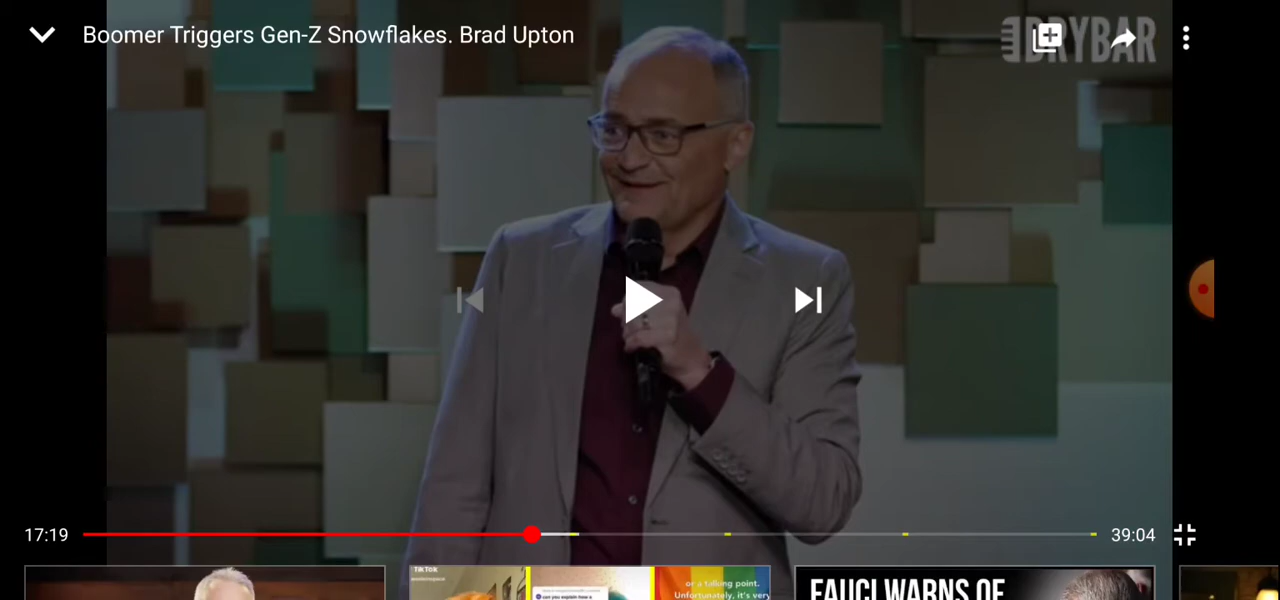 Boomer Triggers Gen-Z Snowflakes. Brad Upton
DRYBAR
17:19
39:04
TikTok
can you explain how a
or a talking point.
Unfortunately, it's very
FAUCI WARNS OF